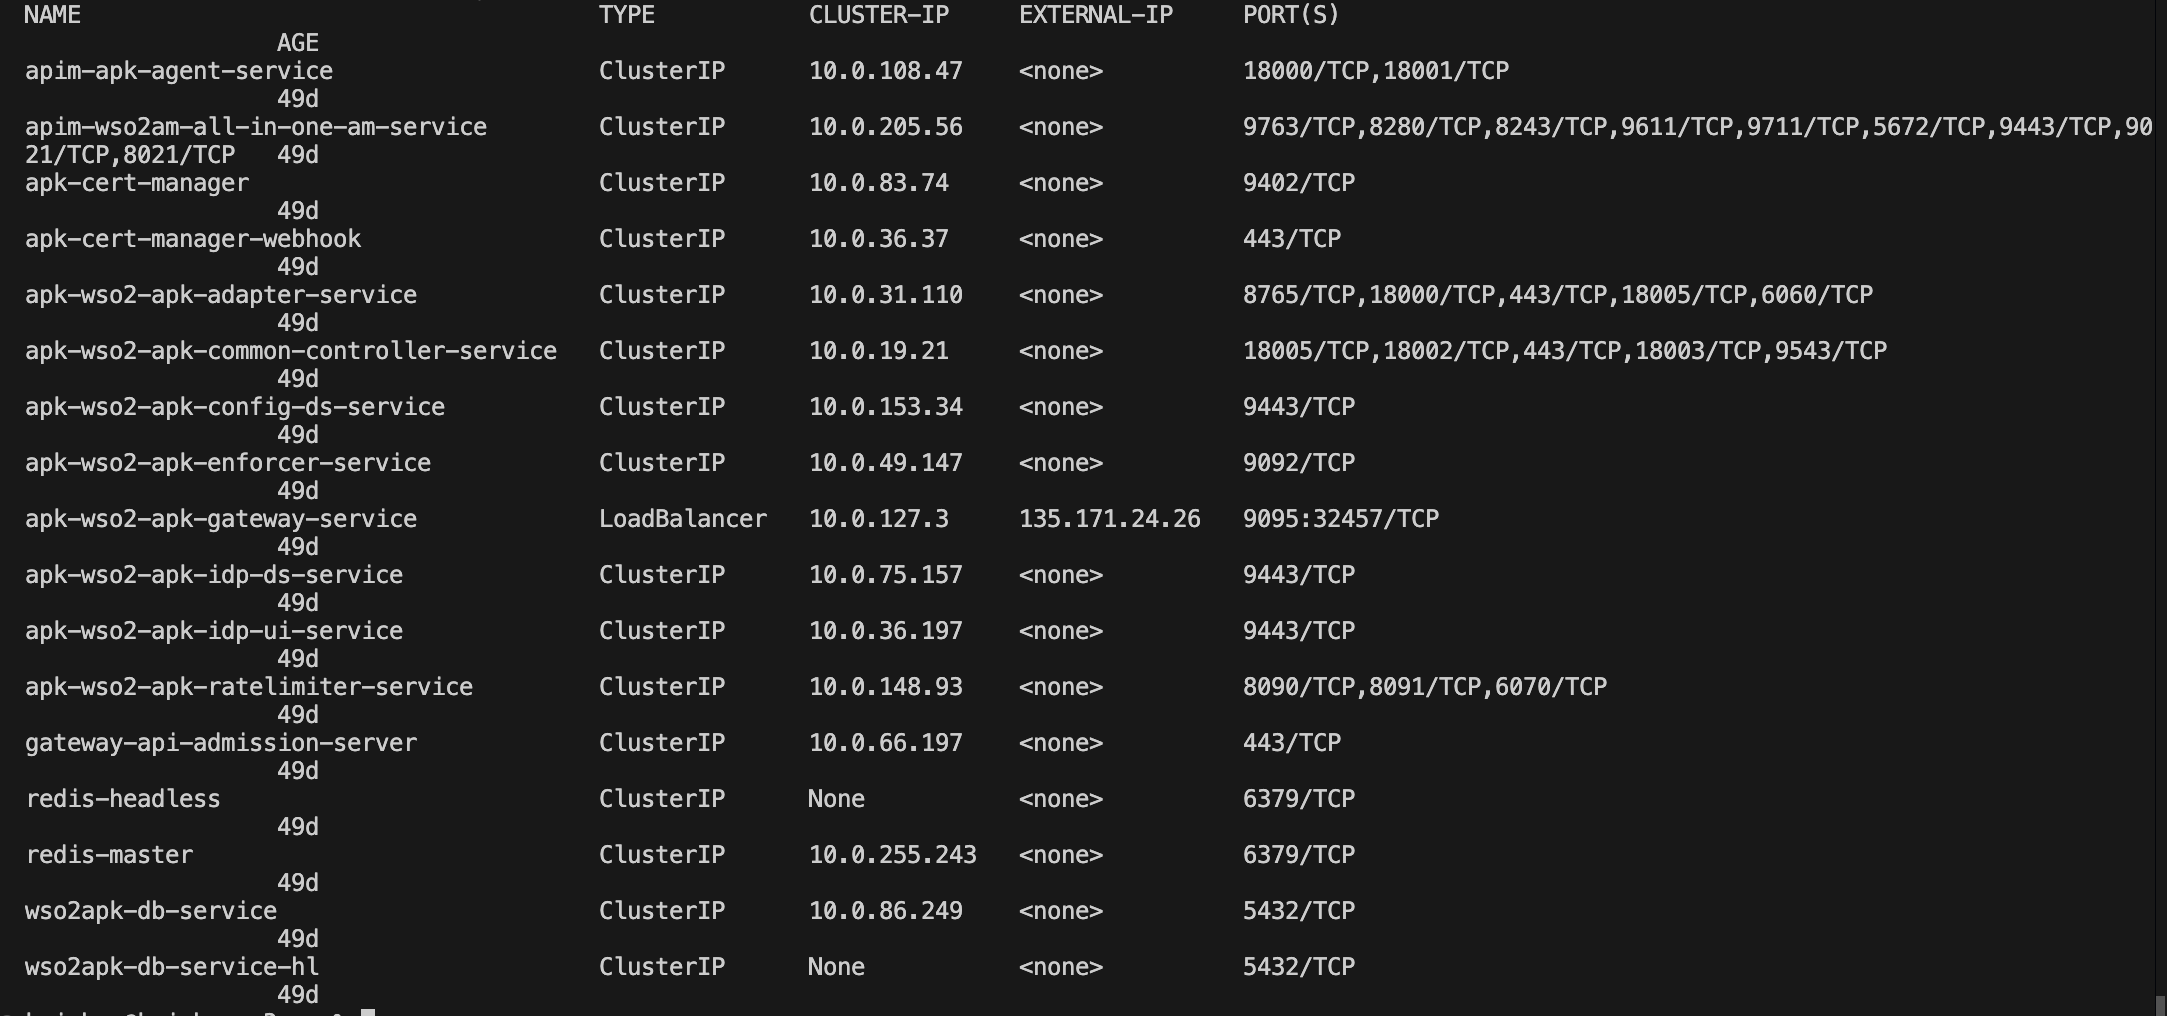 NAME TYPE CLUSTER-IP EXTERNAL-IP PORT(S)
AGE
apim-apk-agent-service ClusterIP 10.0.108.47 <none> 18000/TCP,18001/TCP
49d
apim-wso2am-all-in-one-am-service ClusterIP 10.0.205.56 <none> 9763/TCP,8280/TCP,8243/TCP,9611/TCP,9711/TCP,5672/TCP,9443/TCP,90
21/TCP,8021/TCP 49d
apk-cert-manager ClusterIP 10.0.83.74 <none> 9402/TCP
49d
apk-cert-manager-webhook ClusterIP 10.0.36.37 <none> 443/TCP
49d
apk-wso2-apk-adapter-service ClusterIP 10.0.31.110 <none> 8765/TCP,18000/TCP,443/TCP,18005/TCP,6060/TCP
49d
apk-wso2-apk-common-controller-service ClusterIP 10.0.19.21 <none> 18005/TCP,18002/TCP,443/TCP,18003/TCP,9543/TCP
49d
apk-wso2-apk-config-ds-service ClusterIP 10.0.153.34 <none> 9443/TCP
49d
apk-wso2-apk-enforcer-service ClusterIP 10.0.49.147 <none> 9092/TCP
49d
apk-wso2-apk-gateway-service LoadBalancer 10.0.127.3 135.171.24.26 9095:32457/TCP
49d
apk-wso2-apk-idp-ds-service ClusterIP 10.0.75.157 <none> 9443/TCP
49d
apk-wso2-apk-idp-ui-service ClusterIP 10.0.36.197 <none> 9443/TCP
49d
apk-wso2-apk-ratelimiter-service ClusterIP 10.0.148.93 <none> 8090/TCP,8091/TCP,6070/TCP
49d
gateway-api-admission-server ClusterIP 10.0.66.197 <none> 443/TCP
49d
redis-headless ClusterIP None <none> 6379/TCP
49d
redis-master ClusterIP 10.0.255.243 <none> 6379/TCP
49d
wso2apk-db-service ClusterIP 10.0.86.249 <none> 5432/TCP
49d
wso2apk-db-service-hl ClusterIP None <none> 5432/TCP
49d